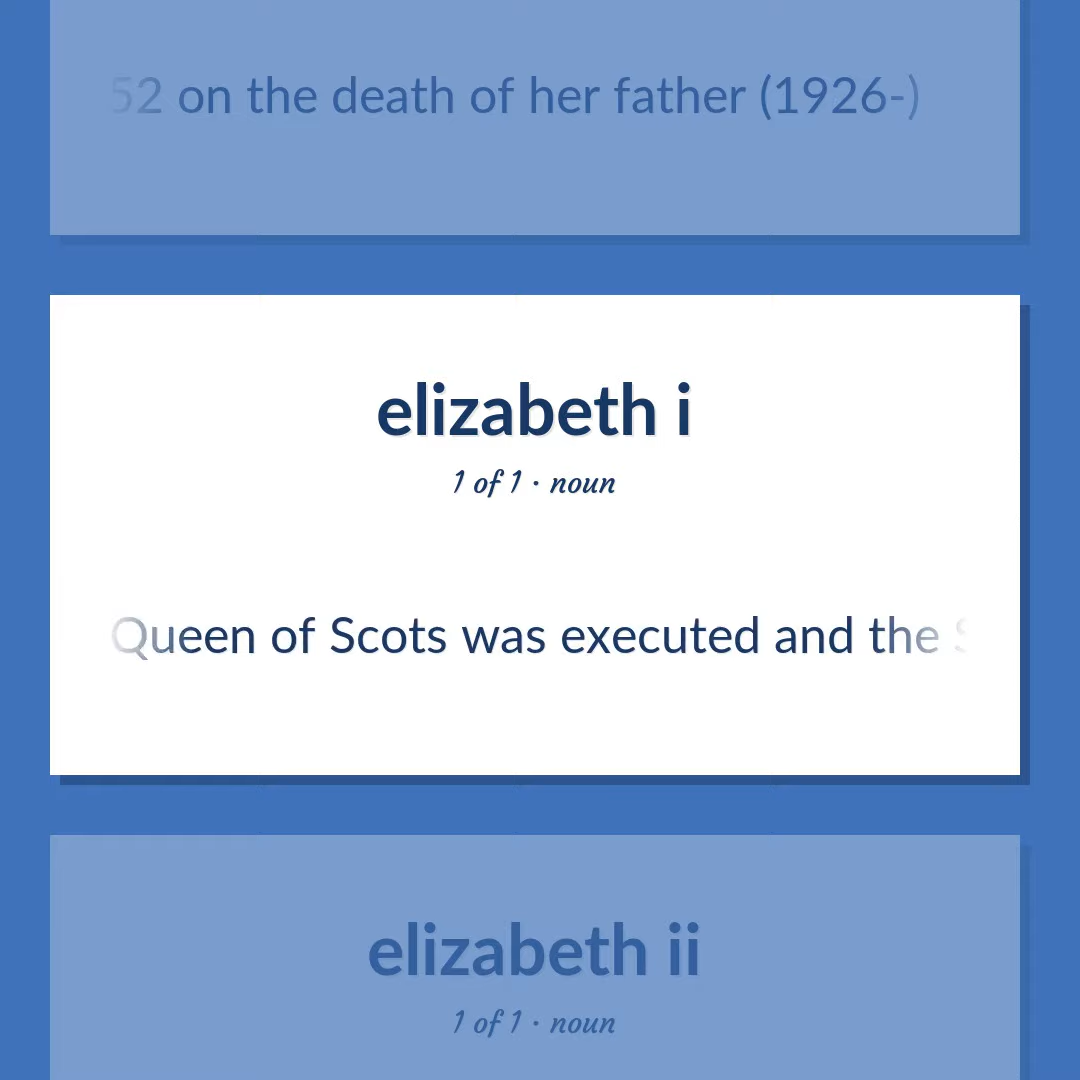 52 on the death of her father (1926-)
elizabeth i
1 of 1 · noun
Queen of Scots was executed and the S
elizabeth ii
1 of 1 · noun